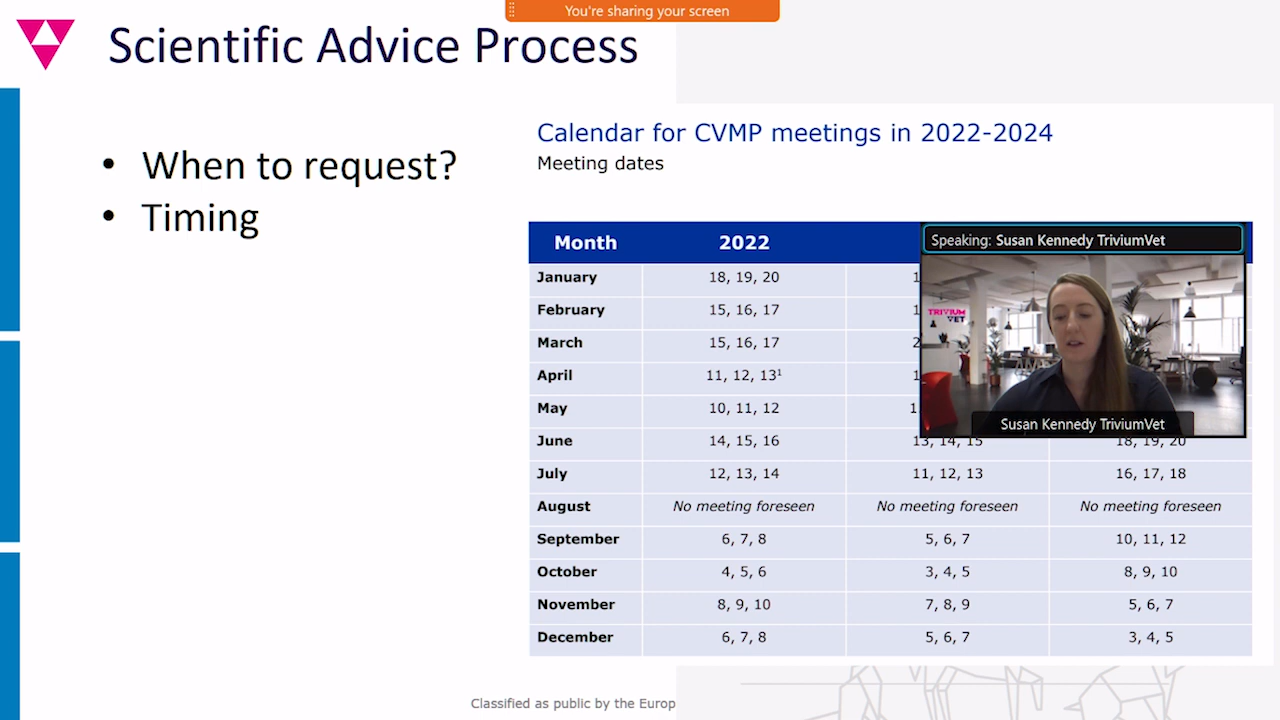 You're sharing your screen
Scientific Advice Process
• When to request?
• Timing
Calendar for CVMP meetings in 2022-2024
Meeting dates
Month 2022
Speaking: Susan Kennedy TriviumVet
TRIVIUM
VET
Susan Kennedy TriviumVet
January 18, 19, 20
February 15, 16, 17
March 15, 16, 17
April 11, 12, 13¹
May 10, 11, 12
June 14, 15, 16 13, 14, 15 18, 19, 20
July 12, 13, 14 11, 12, 13 16, 17, 18
August No meeting foreseen No meeting foreseen No meeting foreseen
September 6, 7, 8 5, 6, 7 10, 11, 12
October 4, 5, 6 3, 4, 5 8, 9, 10
November 8, 9, 10 7, 8, 9 5, 6, 7
December 6, 7, 8 5, 6, 7 3, 4, 5
Classified as public by the Europ